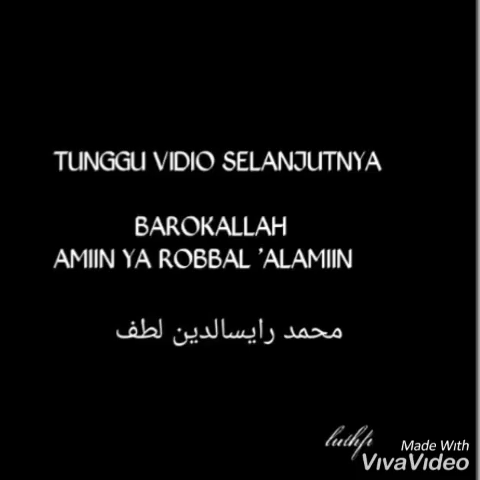 TUNGGU VIDIO SELANJUTNYA
BAROKALLAH
AMIIN YA ROBBAL 'ALAMIIN
محمد رايسالدين لطف
luthfi
Made With
VivaVideo